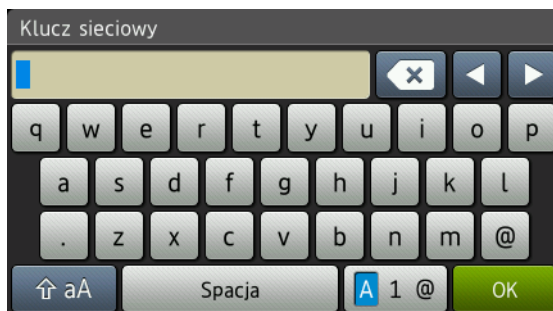 Klucz sieciowy
q w e r t y u i o p
a s d f g h j k l
. z x c v b n m @
aA Spacja A 1 @ OK